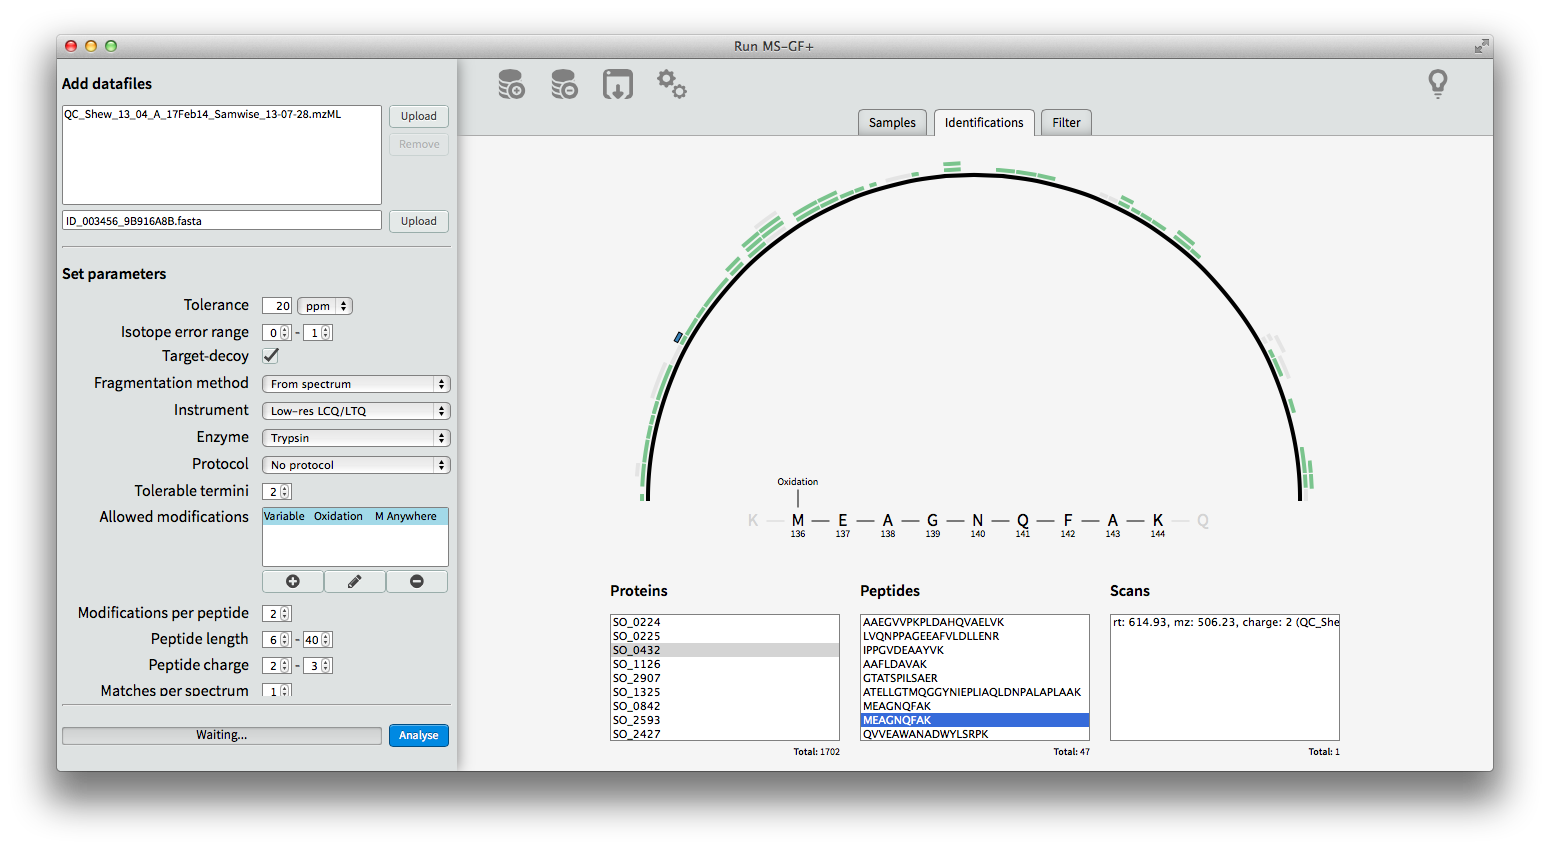 Run MS-GF+
Add datafiles
QC_Shew_13_04_A_17Feb14_Samwise_13-07-28.mzML
Upload
Remove
ID_003456_9B916A8B.fasta
Upload
Set parameters
Tolerance 20 ppm
Isotope error range 0 - 1
Target-decoy
Fragmentation method From spectrum
Instrument Low-res LCQ/LTQ
Enzyme Trypsin
Protocol No protocol
Tolerable termini 2
Allowed modifications Variable Oxidation M Anywhere
Modifications per peptide 2
Peptide length 6 - 40
Peptide charge 2 - 3
Matches per spectrum 1
Waiting... Analyse
Samples Identifications Filter
Oxidation
K M E A G N Q F A K Q
136 137 138 139 140 141 142 143 144
Proteins
SO_0224
SO_0225
SO_0432
SO_1126
SO_2907
SO_1325
SO_0842
SO_2593
SO_2427
Total: 1702
Peptides
AAEGVVPKPLDAHQVAELVK
LVQNPPAGEEAFVLDLLENR
IPPGVDEAAYVK
AAFLDAVAK
GTATSPILSAER
ATELLGTMQGGYNIEPLIAQLDNPALAPLAAK
MEAGNQFAK
MEAGNQFAK
QVVEAWANADWYLSRPK
Total: 47
Scans
rt: 614.93, mz: 506.23, charge: 2 (QC_She
Total: 1